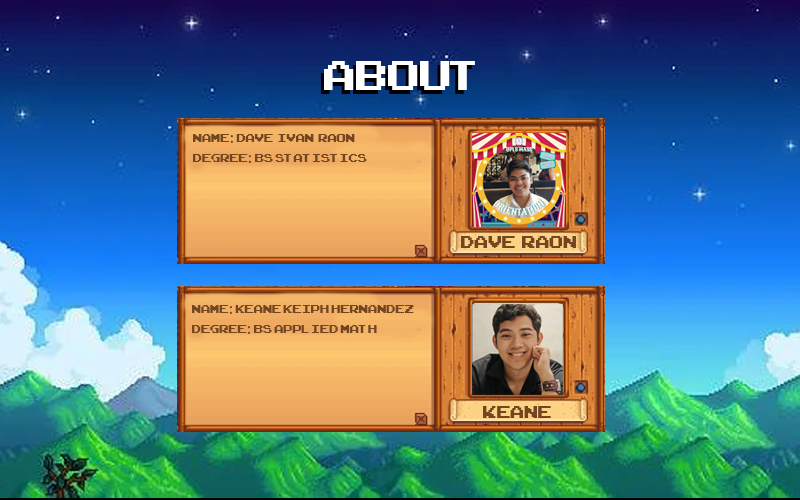 ABOUT
NAME: DAVE IVAN RAON
DEGREE: BS STATISTICS
ORIENTATION
DAVE RAON
NAME: KEANE KEIPH HERNANDEZ
DEGREE: BS APPLIED MATH
KEANE